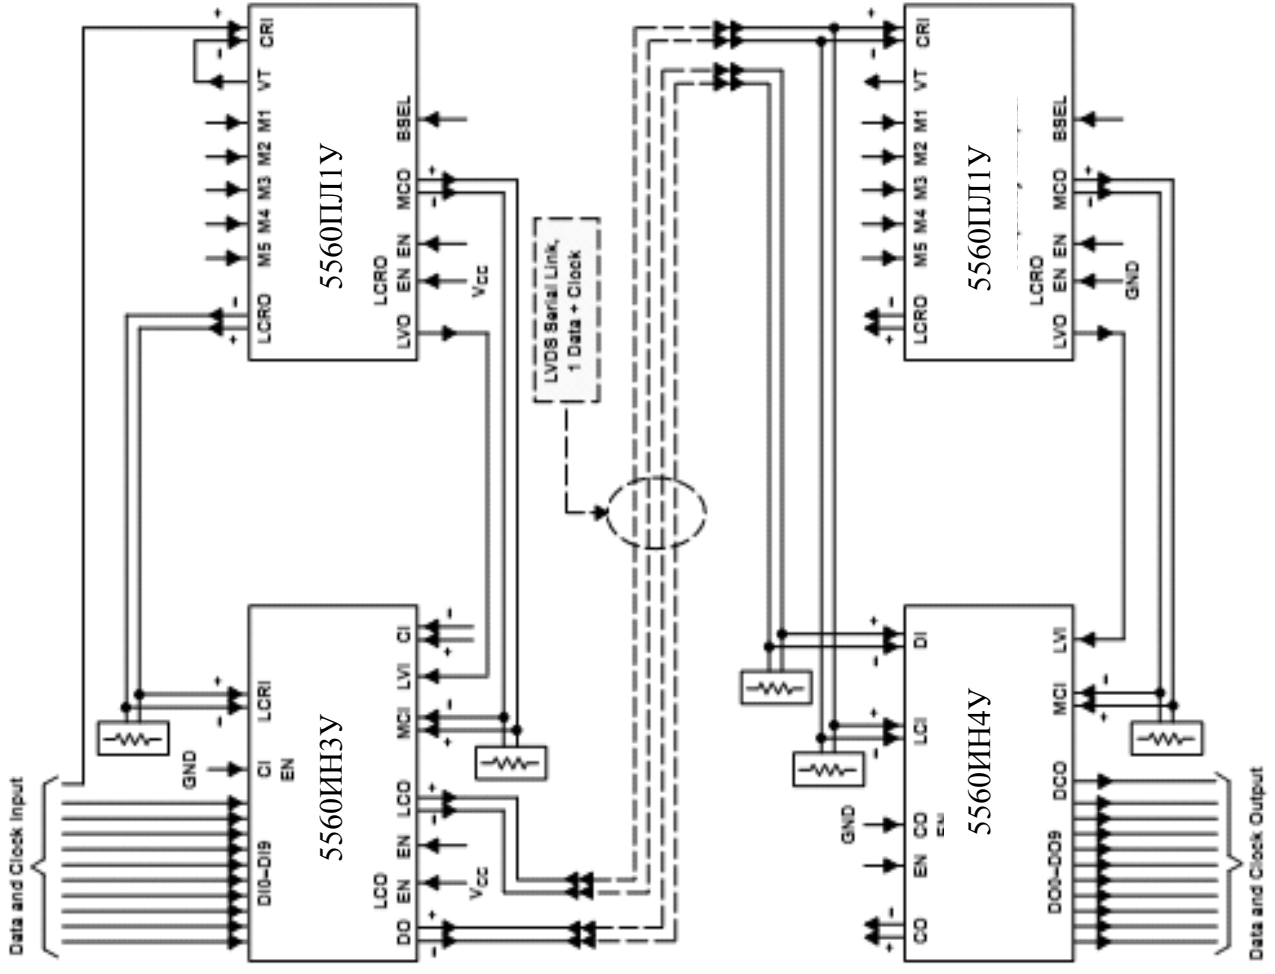 Data and Clock Input
DI0–DI9
GND
CI
EN
LCRI
+
-
5560ИН3У
DO
+
-
LCO
EN
VCC
EN
LCO
+
-
MCI
+
-
LVI
CI
+
-
LCRO
+
-
M5
M4
M3
M2
M1
VT
CRI
+
-
5560ПЛ1У
LVO
LCRO
EN
VCC
EN
MCO
+
-
BSEL
LVDS Serial Link,
1 Data + Clock
CO
+
-
EN
GND
CO
EN
LCI
+
-
DI
+
-
5560ИН4У
DO0–DO9
DCO
MCI
+
-
LVI
Data and Clock Output
LCRO
+
-
M5
M4
M3
M2
M1
VT
CRI
+
-
5560ПЛ1У
LVO
LCRO
EN
GND
EN
MCO
+
-
BSEL